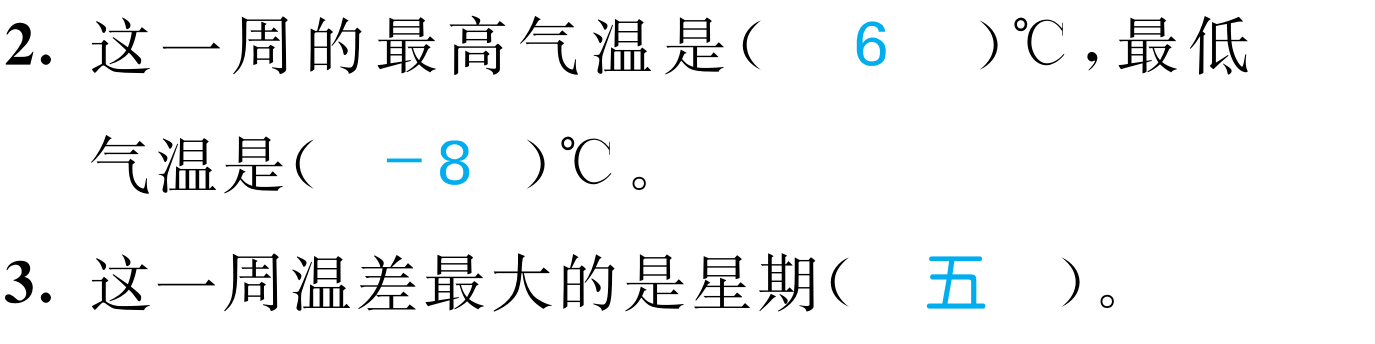 2. 这一周的最高气温是( 6 )℃,最低
气温是( -8 )℃。
3. 这一周温差最大的是星期( 五 )。